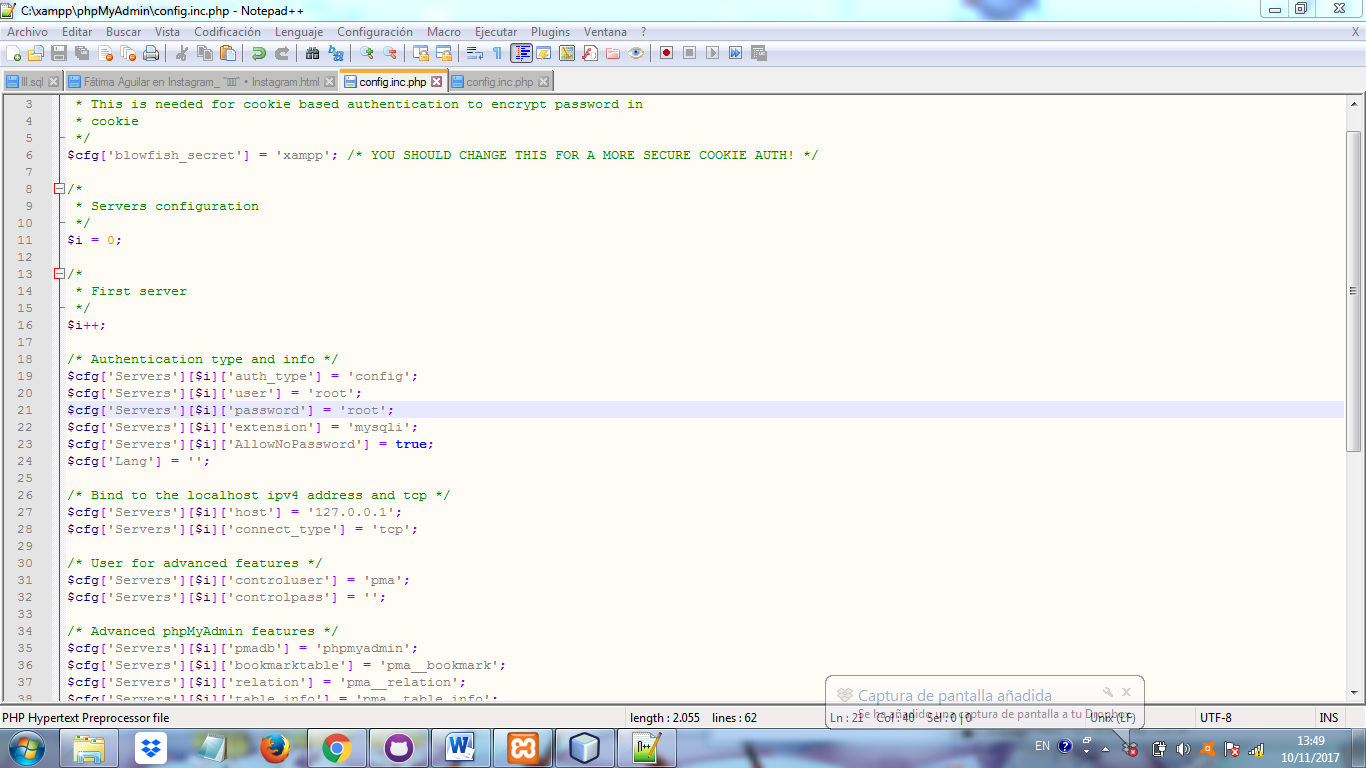 C:\xampp\phpMyAdmin\config.inc.php - Notepad++
Archivo Editar Buscar Vista Codificación Lenguaje Configuración Macro Ejecutar Plugins Ventana ? X
lll.sql Fátima Aguilar en Instagram_ • Instagram.html config.inc.php config.inc.php
3 * This is needed for cookie based authentication to encrypt password in
4 * cookie
5 */
6 $cfg['blowfish_secret'] = 'xampp'; /* YOU SHOULD CHANGE THIS FOR A MORE SECURE COOKIE AUTH! */
7
8 /*
9 * Servers configuration
10 */
11 $i = 0;
12
13 /*
14 * First server
15 */
16 $i++;
17
18 /* Authentication type and info */
19 $cfg['Servers'][$i]['auth_type'] = 'config';
20 $cfg['Servers'][$i]['user'] = 'root';
21 $cfg['Servers'][$i]['password'] = 'root';
22 $cfg['Servers'][$i]['extension'] = 'mysqli';
23 $cfg['Servers'][$i]['AllowNoPassword'] = true;
24 $cfg['Lang'] = '';
25
26 /* Bind to the localhost ipv4 address and tcp */
27 $cfg['Servers'][$i]['host'] = '127.0.0.1';
28 $cfg['Servers'][$i]['connect_type'] = 'tcp';
29
30 /* User for advanced features */
31 $cfg['Servers'][$i]['controluser'] = 'pma';
32 $cfg['Servers'][$i]['controlpass'] = '';
33
34 /* Advanced phpMyAdmin features */
35 $cfg['Servers'][$i]['pmadb'] = 'phpmyadmin';
36 $cfg['Servers'][$i]['bookmarktable'] = 'pma__bookmark';
37 $cfg['Servers'][$i]['relation'] = 'pma__relation';
38 $cfg['Servers'][$i]['table_info'] = 'pma__table_info';
Captura de pantalla añadida
Se ha añadido una captura de pantalla a tu Dropbox.
PHP Hypertext Preprocessor file length : 2.055 lines : 62 Ln : 21 Col : 40 Sel : 0 | 0 Unix (LF) UTF-8 INS
EN 13:49
10/11/2017